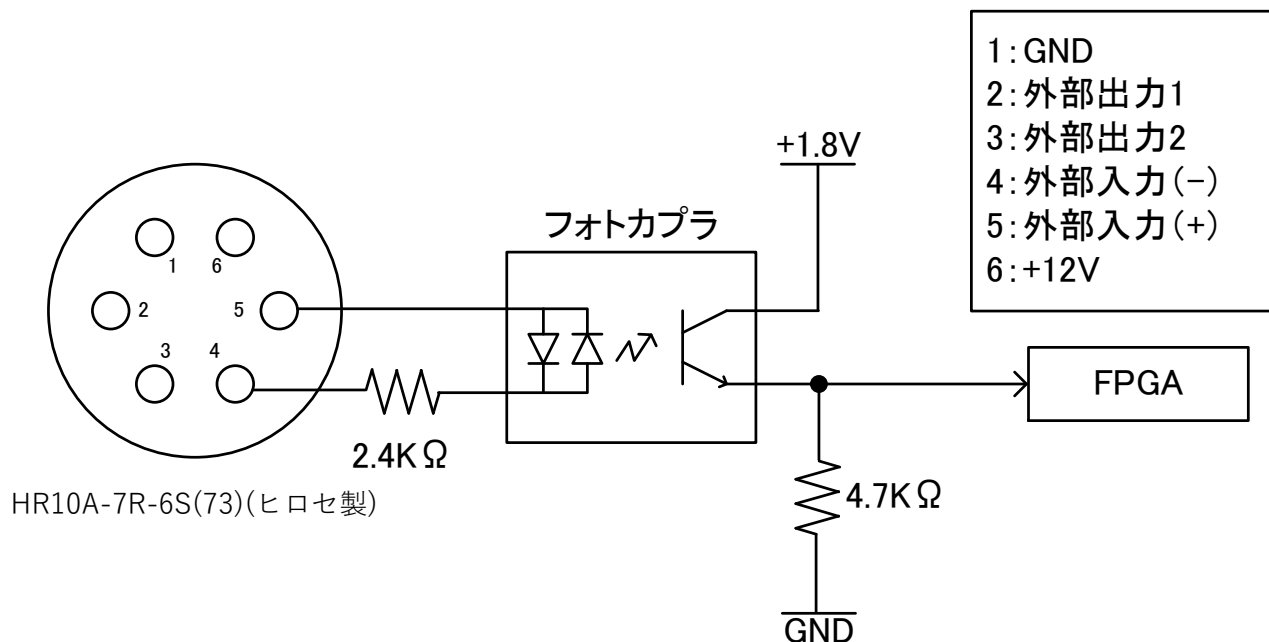 1:GND
2:外部出力1
3:外部出力2
4:外部入力(-)
5:外部入力(+)
6:+12V
+1.8V
フォトカプラ
1
6
2
5
3
4
FPGA
2.4KΩ
4.7KΩ
HR10A-7R-6S(73)(ヒロセ製)
GND